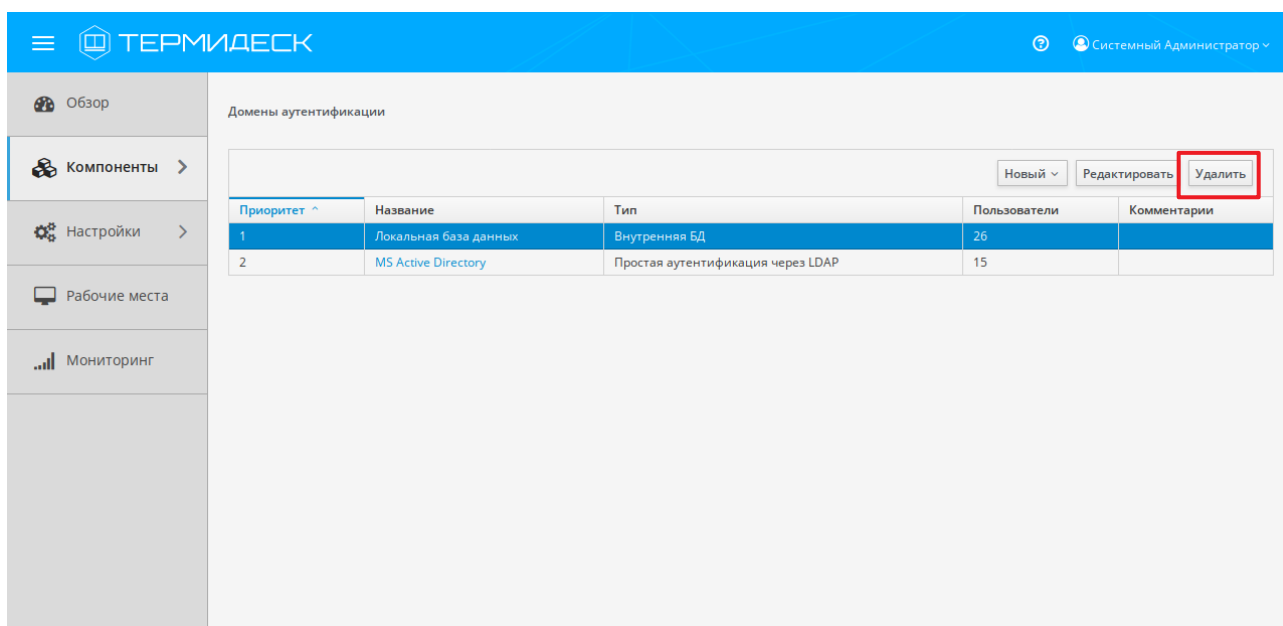 ТЕРМИДЕСК
Системный Администратор
Обзор
Домены аутентификации
Компоненты
Новый Редактировать Удалить
Приоритет Название Тип Пользователи Комментарии
1 Локальная база данных Внутренняя БД 26
Настройки
2 MS Active Directory Простая аутентификация через LDAP 15
Рабочие места
Мониторинг